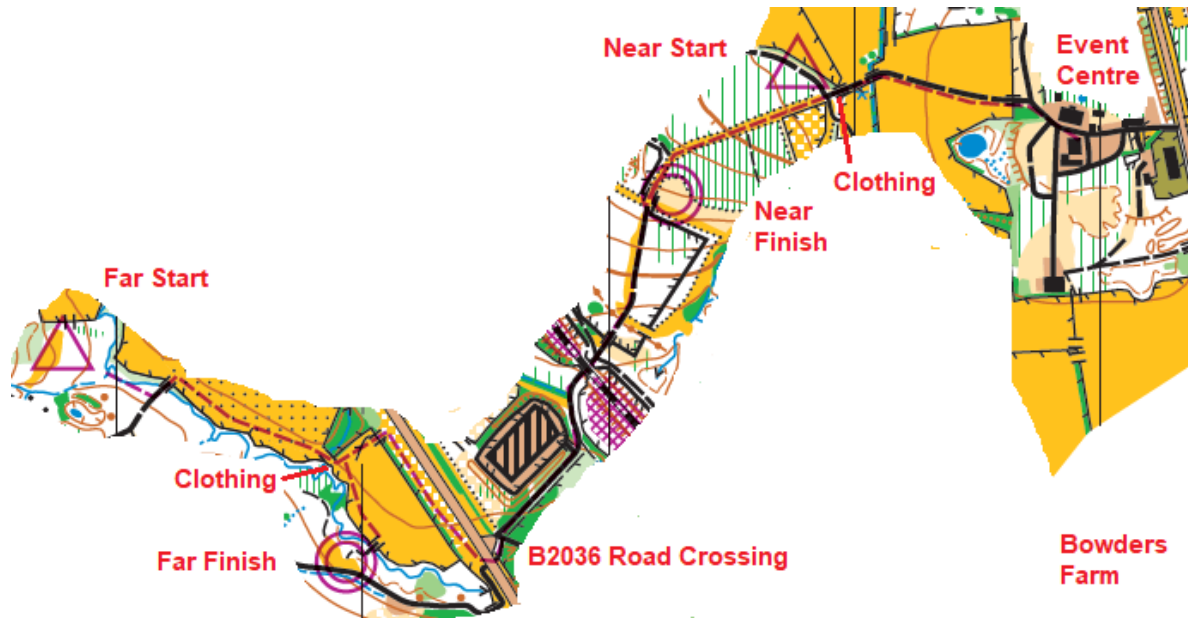 Near Start
Event
Centre
Clothing
Near
Finish
Far Start
Clothing
Far Finish
B2036 Road Crossing
Bowders
Farm